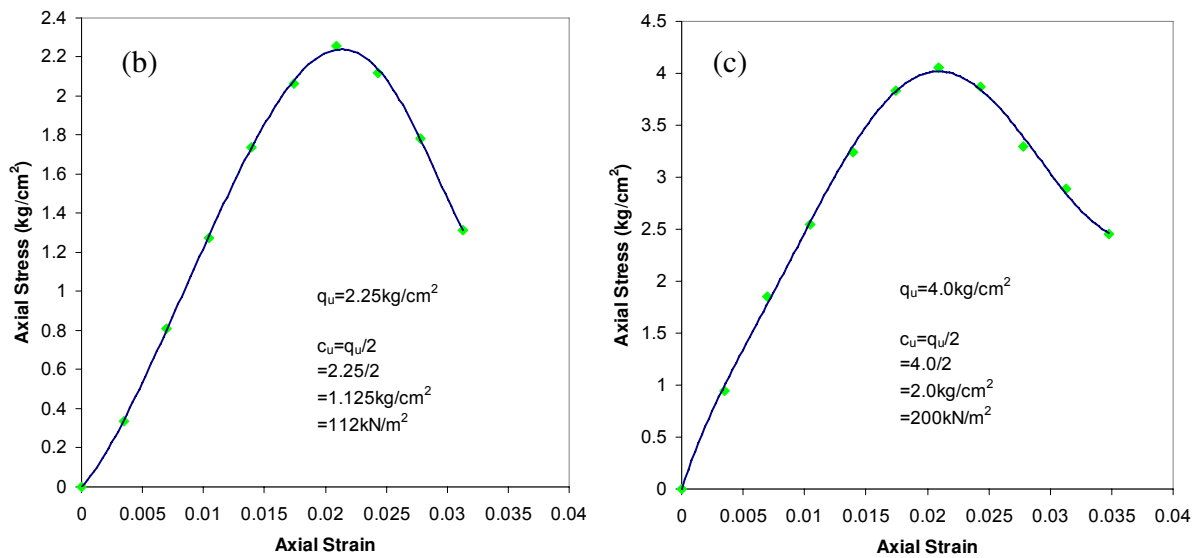 (b)
Axial Stress (kg/cm²)
2.4
2.2
2
1.8
1.6
1.4
1.2
1
0.8
0.6
0.4
0.2
0
qᵤ=2.25kg/cm²
cᵤ=qᵤ/2
=2.25/2
=1.125kg/cm²
=112kN/m²
0 0.005 0.01 0.015 0.02 0.025 0.03 0.035 0.04
Axial Strain
(c)
Axial Stress (kg/cm²)
4.5
4
3.5
3
2.5
2
1.5
1
0.5
0
qᵤ=4.0kg/cm²
cᵤ=qᵤ/2
=4.0/2
=2.0kg/cm²
=200kN/m²
0 0.005 0.01 0.015 0.02 0.025 0.03 0.035 0.04
Axial Strain